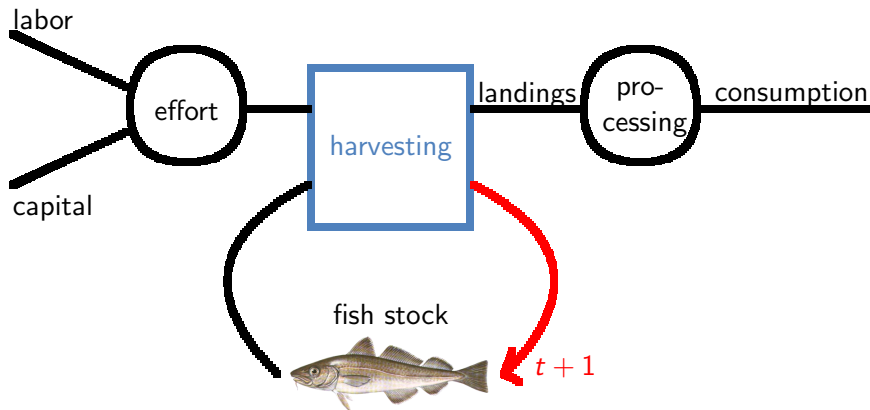 labor
capital
effort
harvesting
landings
pro-
cessing
consumption
fish stock
t + 1